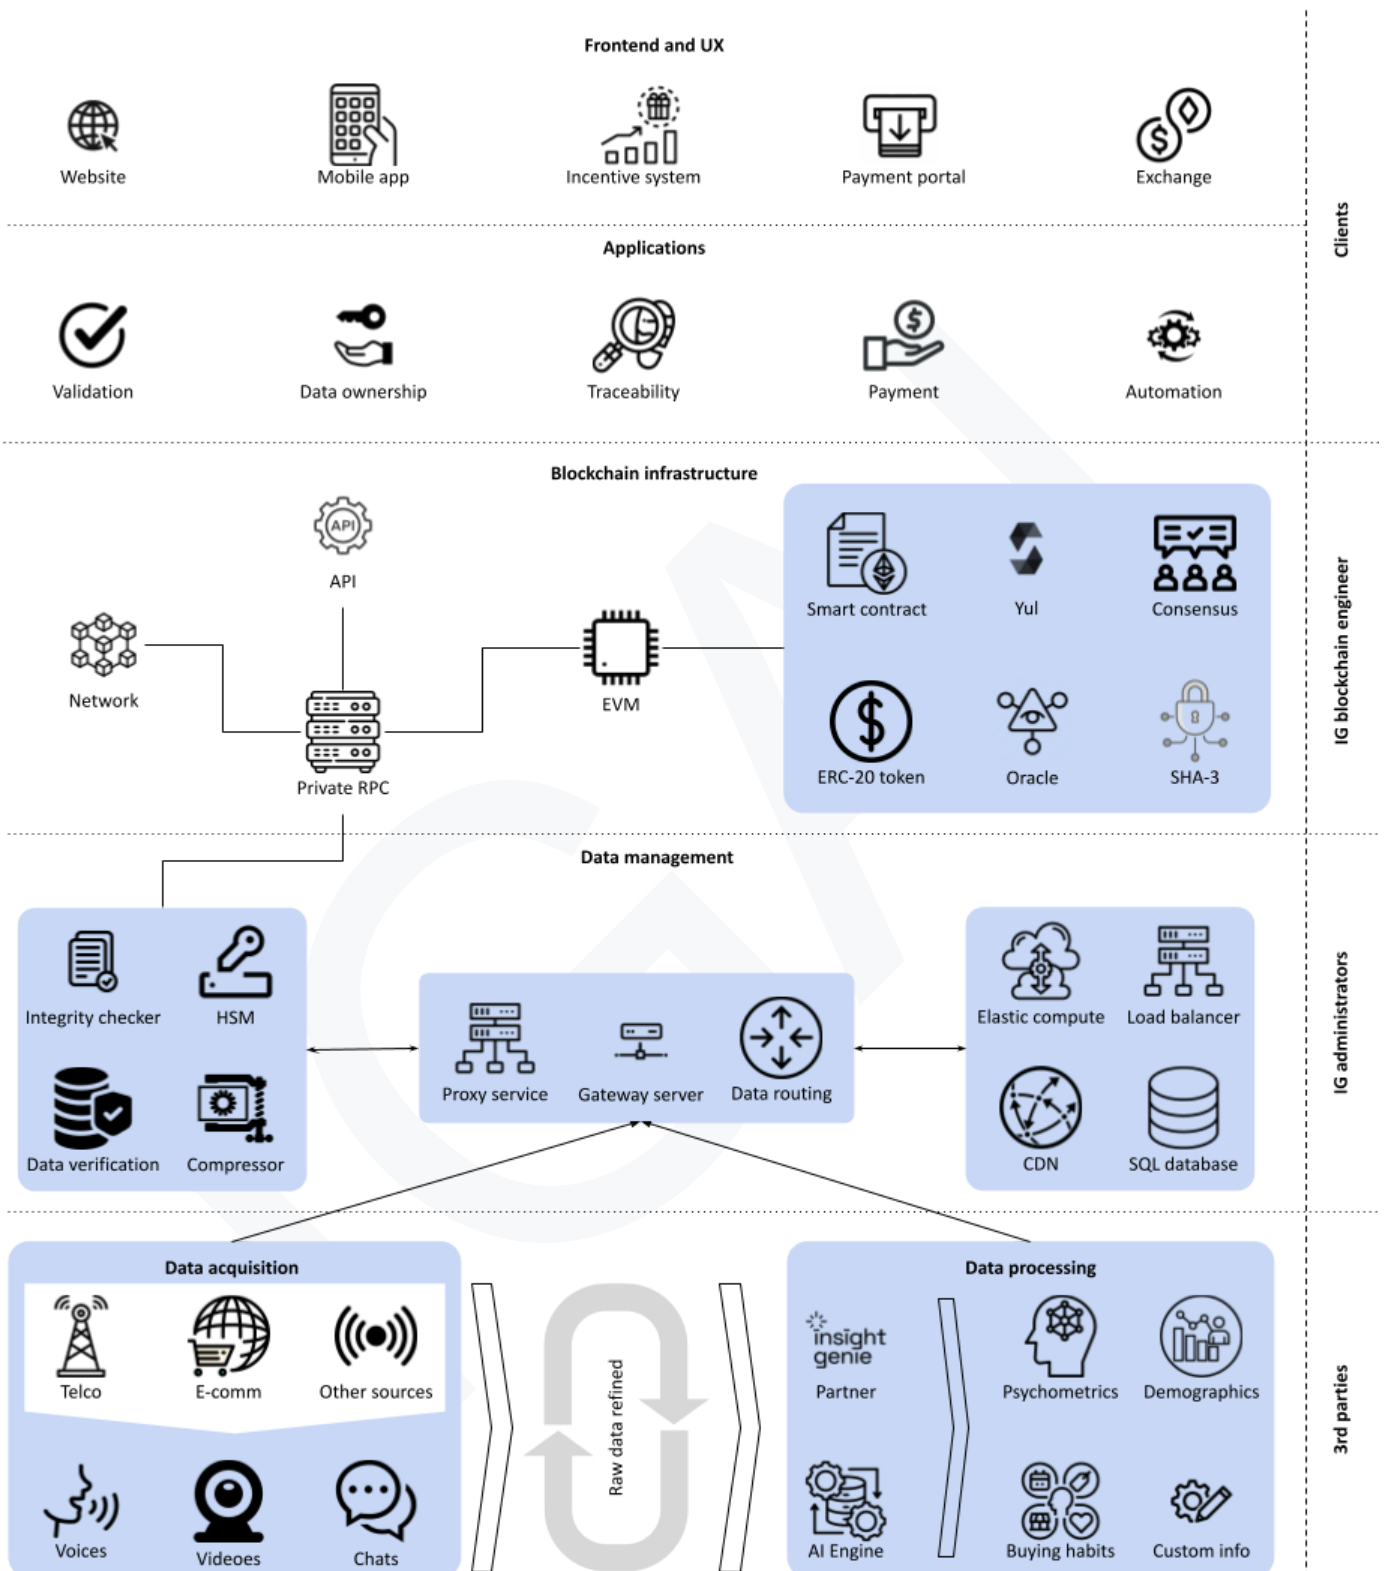 Frontend and UX
Website
Mobile app
Incentive system
Payment portal
Exchange
Clients
Applications
Validation
Data ownership
Traceability
Payment
Automation
Blockchain infrastructure
API
API
Network
Private RPC
EVM
Smart contract
Yul
Consensus
ERC-20 token
Oracle
SHA-3
IG blockchain engineer
Data management
Integrity checker
HSM
Data verification
Compressor
Proxy service
Gateway server
Data routing
Elastic compute
Load balancer
CDN
SQL database
IG administrators
Data acquisition
Telco
E-comm
Other sources
Voices
Videoes
Chats
Raw data refined
Data processing
insight
genie
Partner
AI Engine
Psychometrics
Demographics
Buying habits
Custom info
3rd parties